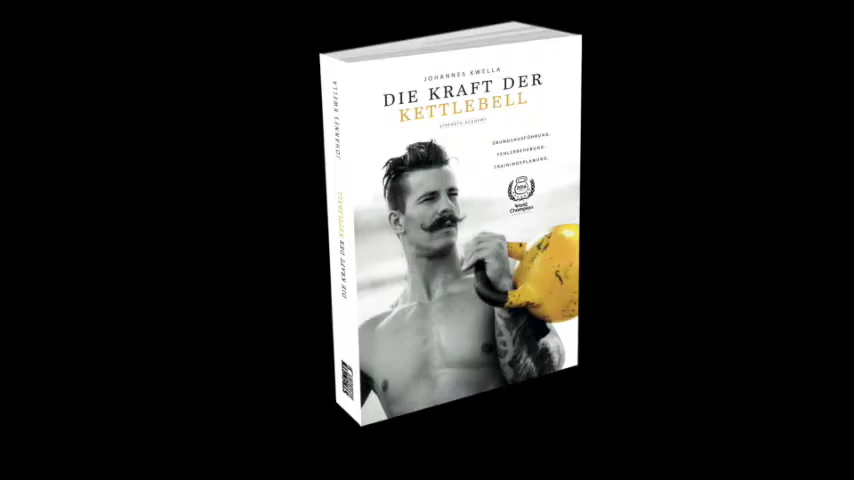 JOHANNES KWELLA
DIE KRAFT DER
KETTLEBELL
STRENGTH ACADEMY
ÜBUNGSAUSFÜHRUNG.
FEHLERBEHEBUNG.
TRAININGSPLANUNG.
2014
World
Champion
JOHANNES KWELLA
DIE KRAFT DER KETTLEBELL